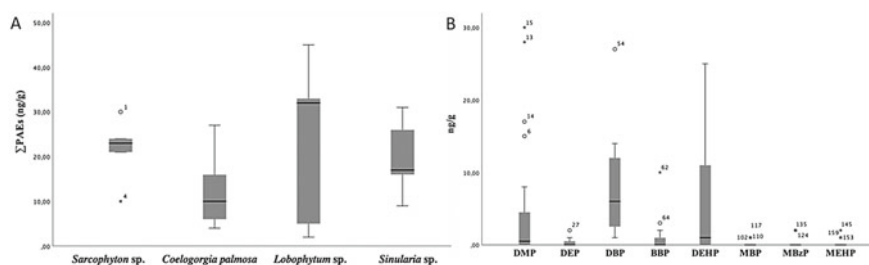 A
∑PAEs (ng/g)
50,00
40,00
30,00
20,00
10,00
,00
1
4
Sarcophyton sp.
Coelogorgia palmosa
Lobophytum sp.
Sinularia sp.
B
ng/g
30,00
20,00
10,00
,00
15
13
14
6
27
54
62
64
102
117
110
135
124
159
145
153
DMP
DEP
DBP
BBP
DEHP
MBP
MBzP
MEHP